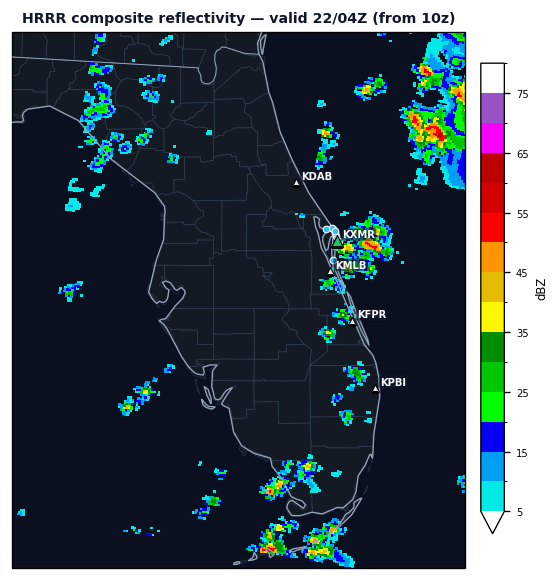 HRRR composite reflectivity — valid 22/04Z (from 10z)
KDAB
KXMR
KMLB
KFPR
KPBI
75
65
55
45
35
25
15
5
dBZ